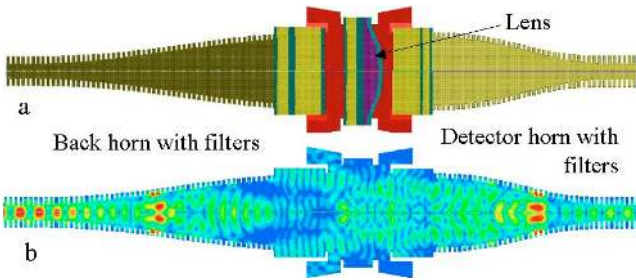 Lens
a
Back horn with filters
Detector horn with
filters
b